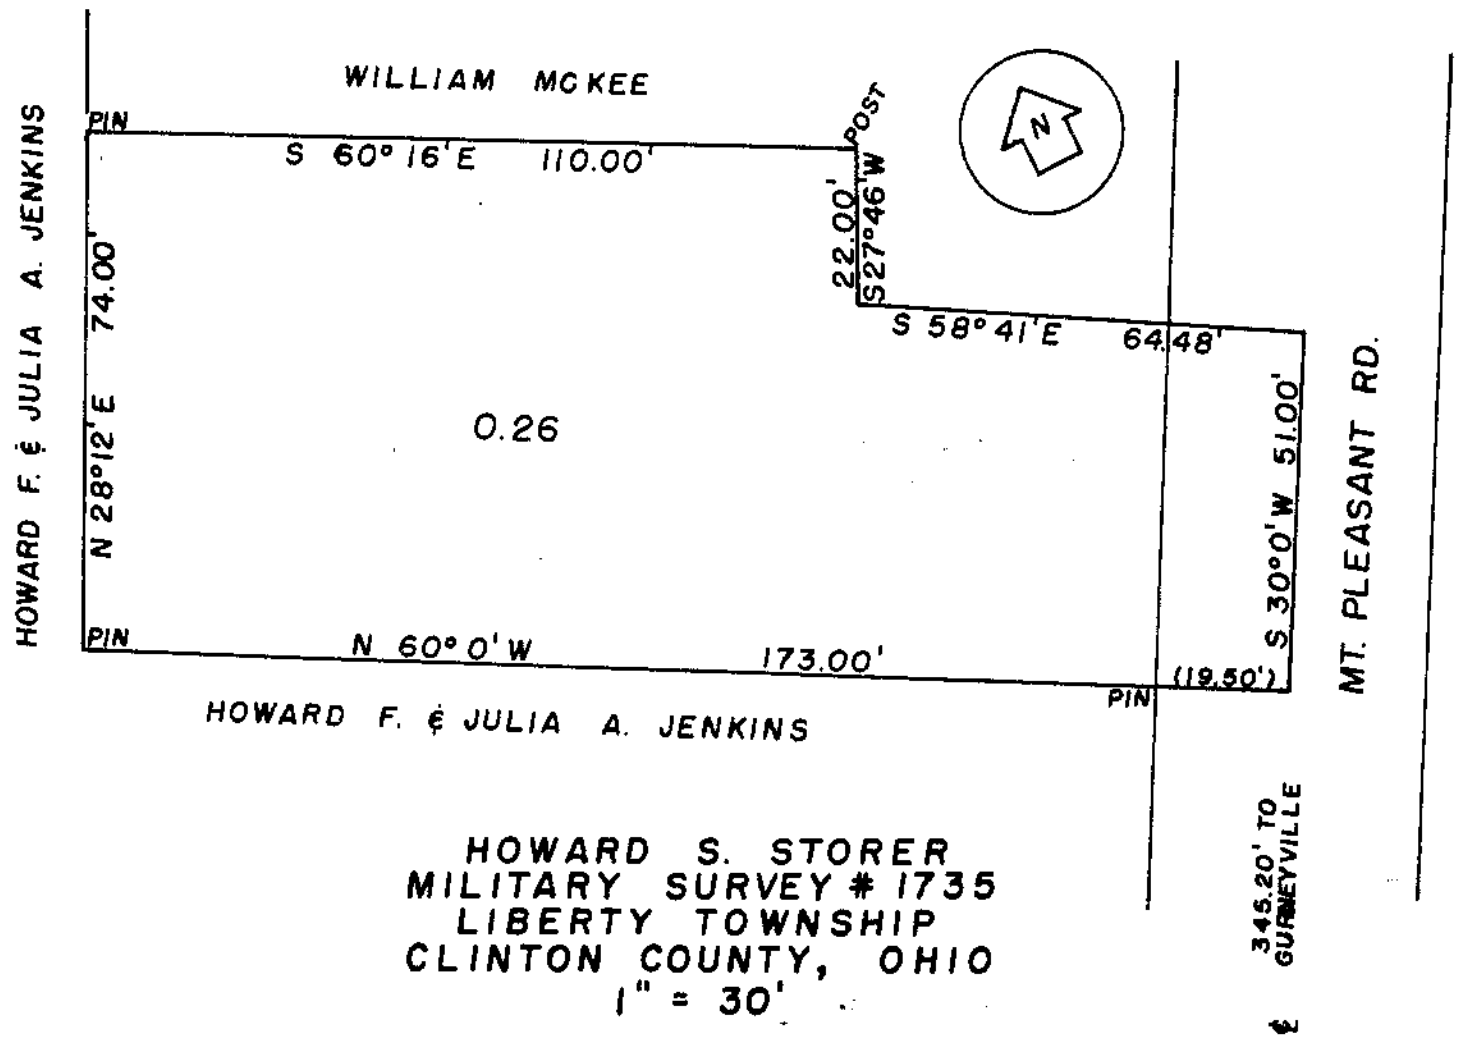 WILLIAM MCKEE
PIN
POST
N
S 60° 16' E 110.00'
HOWARD F. & JULIA A. JENKINS
N 28°12' E 74.00'
22.00'
S 27°46' W
S 58° 41' E 64.48'
0.26
S 30°0' W 51.00'
MT. PLEASANT RD.
PIN
N 60° 0' W 173.00'
(19.50')
PIN
HOWARD F. & JULIA A. JENKINS
HOWARD S. STORER
MILITARY SURVEY # 1735
LIBERTY TOWNSHIP
CLINTON COUNTY, OHIO
1" = 30'
345.20' TO
℄ GURNEYVILLE